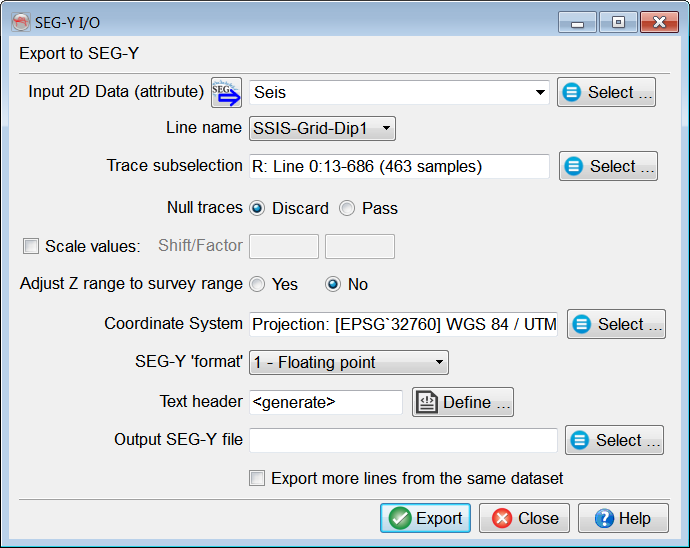 SEG-Y I/O
Export to SEG-Y
Input 2D Data (attribute) SEG Seis Select ...
Line name SSIS-Grid-Dip1
Trace subselection R: Line 0:13-686 (463 samples) Select ...
Null traces Discard Pass
Scale values: Shift/Factor
Adjust Z range to survey range Yes No
Coordinate System Projection: [EPSG`32760] WGS 84 / UTM Select ...
SEG-Y 'format' 1 - Floating point
Text header <generate> Define ...
Output SEG-Y file Select ...
Export more lines from the same dataset
Export Close Help